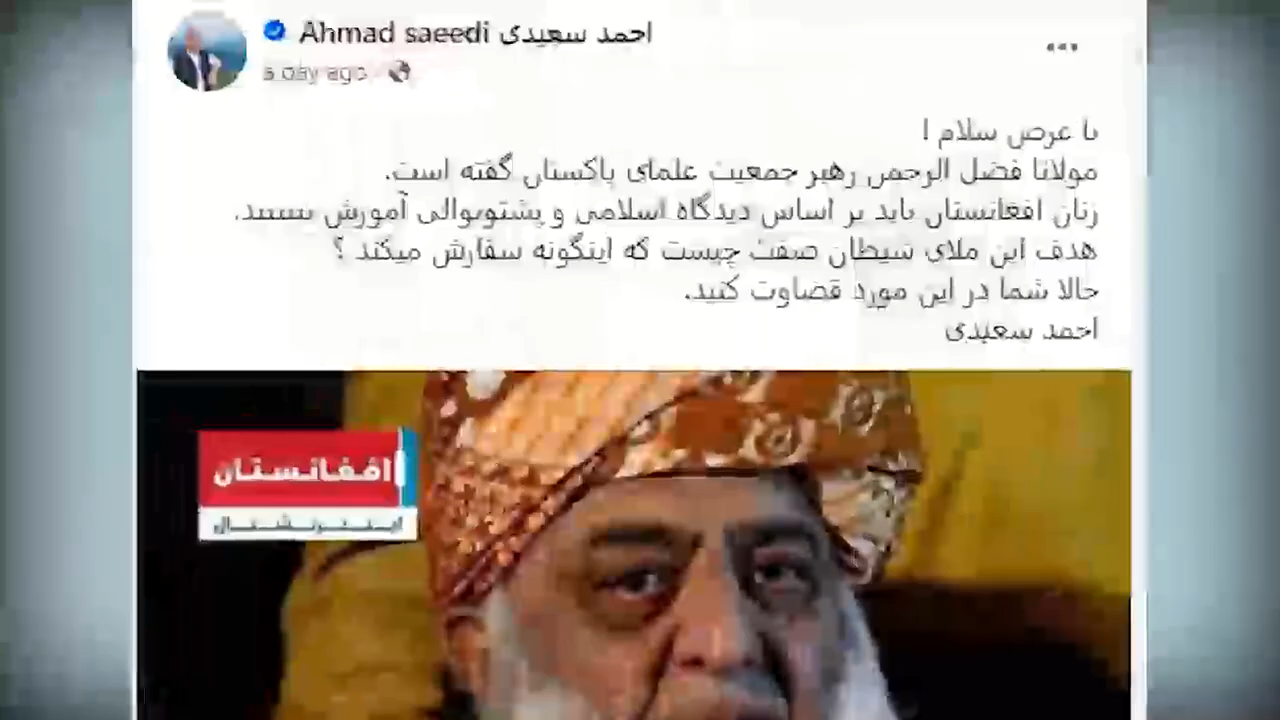 Ahmad saeedi احمد سعیدی
a day ago
با عرض سلام !
مولانا فضل الرحمن رهبر جمعیت علمای پاکستان گفته است.
زنان افغانستان باید بر اساس دیدگاه اسلامی و پشتونوالی آموزش ببینند.
هدف این ملای شیطان صفت چیست که اینگونه سفارش میکند ؟
حالا شما در این مورد قضاوت کنید.
احمد سعیدی
افغانستان
اینترنشنال